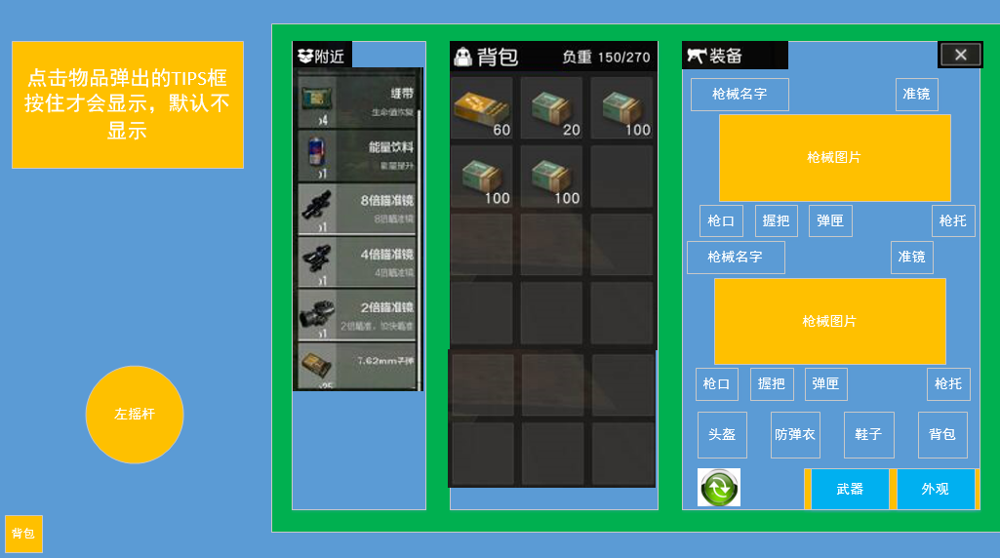 点击物品弹出的TIPS框
按住才会显示，默认不
显示
左摇杆
背包
附近
绷带
生命值恢复
x4
能量饮料
能量提升
x1
8倍瞄准镜
8倍瞄准镜
x1
4倍瞄准镜
4倍瞄准镜
x1
2倍瞄准镜
2倍瞄准，加快瞄准
x1
7.62mm子弹
x25
背包
负重 150/270
60
20
100
100
100
装备
枪械名字
准镜
枪械图片
枪口
握把
弹匣
枪托
枪械名字
准镜
枪械图片
枪口
握把
弹匣
枪托
头盔
防弹衣
鞋子
背包
武器
外观